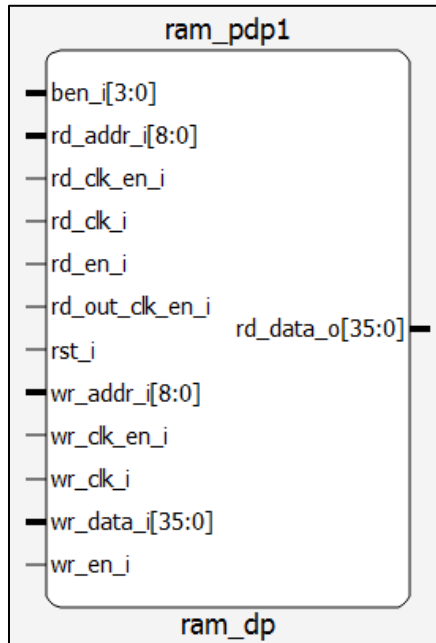 ram_pdp1
ben_i[3:0]
rd_addr_i[8:0]
rd_clk_en_i
rd_clk_i
rd_en_i
rd_out_clk_en_i
rd_data_o[35:0]
rst_i
wr_addr_i[8:0]
wr_clk_en_i
wr_clk_i
wr_data_i[35:0]
wr_en_i
ram_dp